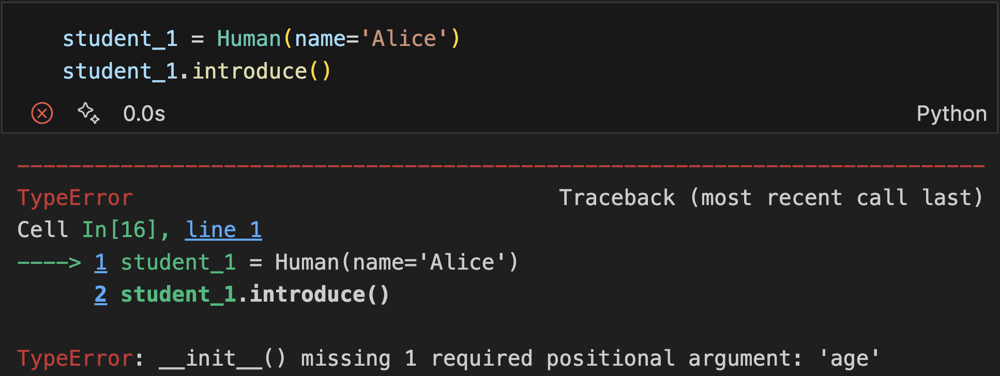 student_1 = Human(name='Alice')
student_1.introduce()
0.0s
Python
--------------------------------------------------------------------------- 
TypeError                                 Traceback (most recent call last)
Cell In[16], line 1
----> 1 student_1 = Human(name='Alice')
      2 student_1.introduce()
TypeError: __init__() missing 1 required positional argument: 'age'